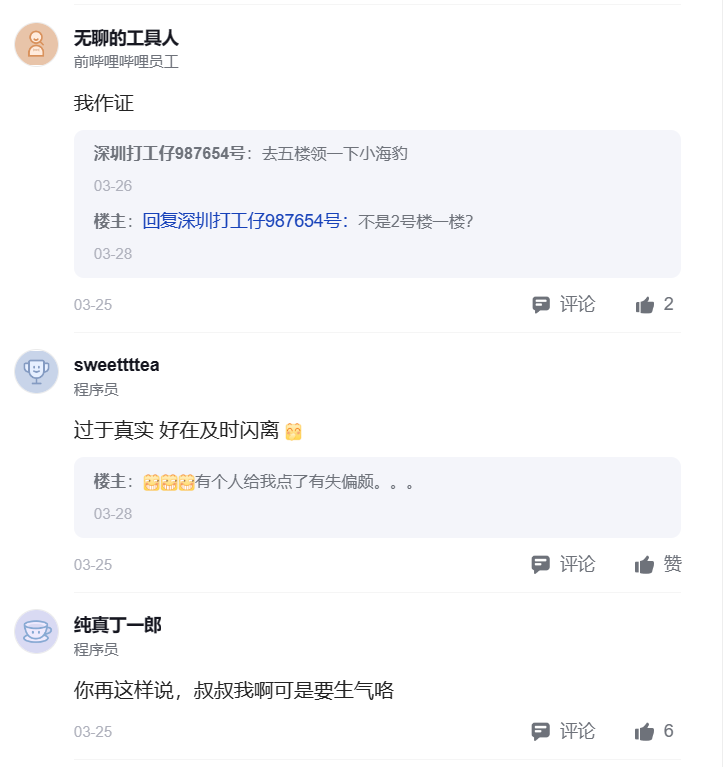 无聊的工具人
前哔哩哔哩员工
我作证
深圳打工仔987654号：去五楼领一下小海豹
03-26
楼主：回复深圳打工仔987654号：不是2号楼一楼？
03-28
03-25 评论 2
sweettttea
程序员
过于真实 好在及时闪离
楼主：有个人给我点了有失偏颇。。。
03-28
03-25 评论 赞
纯真丁一郎
程序员
你再这样说，叔叔我啊可是要生气咯
03-25 评论 6